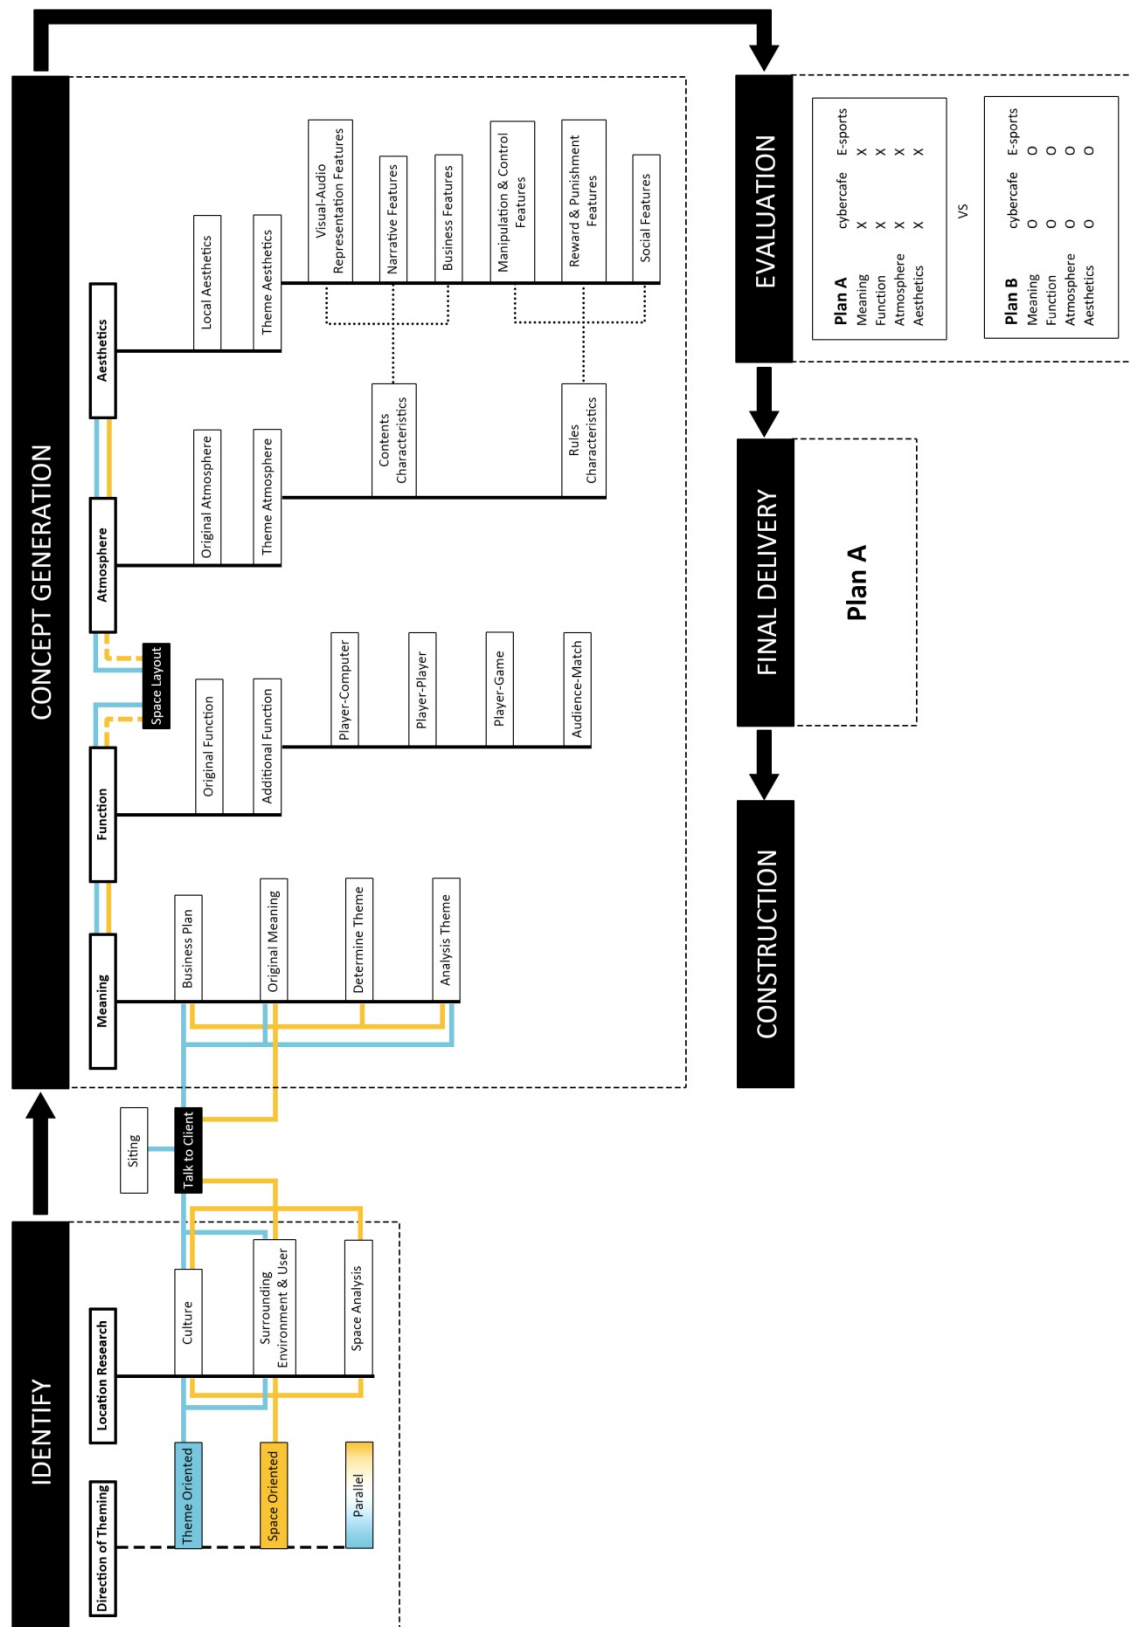 IDENTIFY
Direction of Theming
Theme Oriented
Space Oriented
Parallel
Location Research
Culture
Surrounding
Environment & User
Space Analysis
Siting
Talk to Client
CONCEPT GENERATION
Meaning
Business Plan
Original Meaning
Determine Theme
Analysis Theme
Function
Original Function
Additional Function
Player-Computer
Player-Player
Player-Game
Audience-Match
Space Layout
Atmosphere
Original Atmosphere
Theme Atmosphere
Contents
Characteristics
Rules
Characteristics
Aesthetics
Local Aesthetics
Theme Aesthetics
Visual-Audio
Representation Features
Narrative Features
Business Features
Manipulation & Control
Features
Reward & Punishment
Features
Social Features
EVALUATION
Plan A cybercafe E-sports
Meaning X X
Function X X
Atmosphere X X
Aesthetics X X
VS
Plan B cybercafe E-sports
Meaning O O
Function O O
Atmosphere O O
Aesthetics O O
FINAL DELIVERY
Plan A
CONSTRUCTION